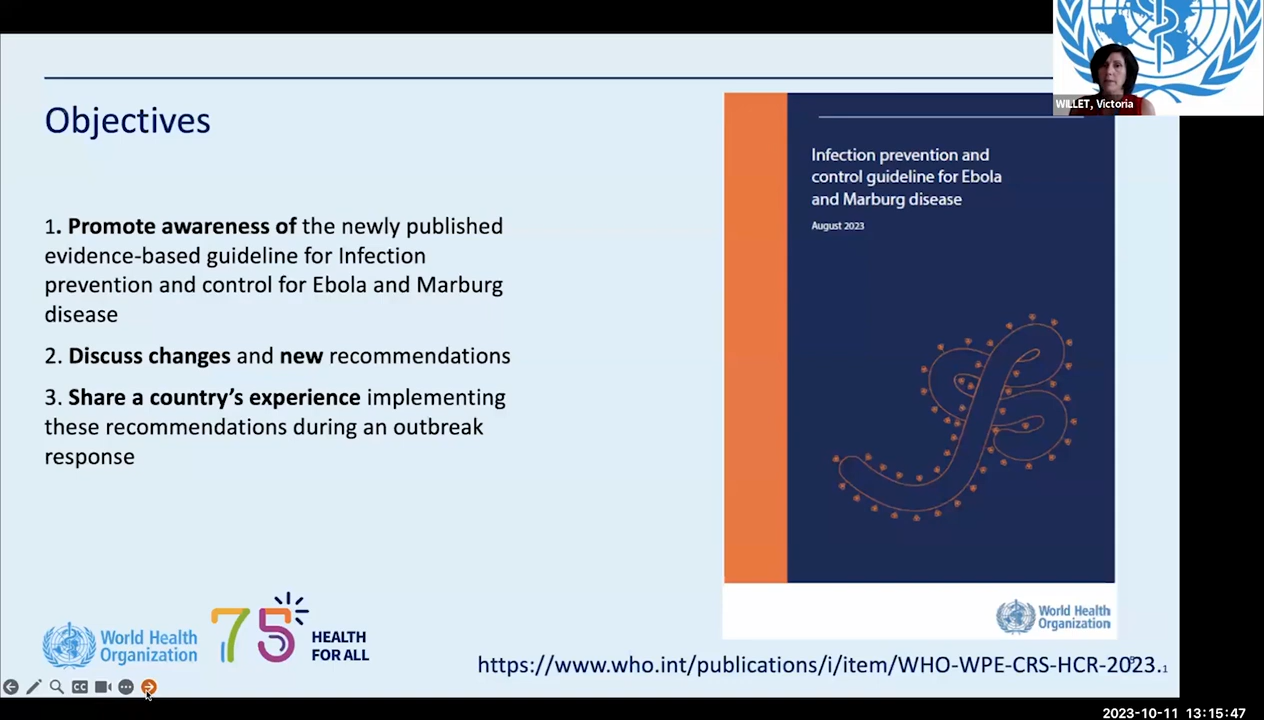 Objectives
1. Promote awareness of the newly published
evidence-based guideline for Infection
prevention and control for Ebola and Marburg
disease
2. Discuss changes and new recommendations
3. Share a country's experience implementing
these recommendations during an outbreak
response
World Health
Organization
75
HEALTH
FOR ALL
Infection prevention and
control guideline for Ebola
and Marburg disease
August 2023
World Health
Organization
https://www.who.int/publications/i/item/WHO-WPE-CRS-HCR-2023.1
WILLET, Victoria
CC
2023-10-11 13:15:47